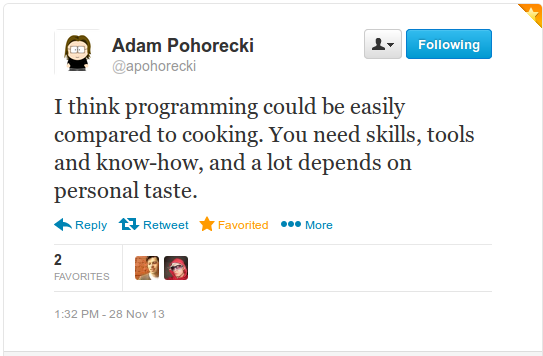 Adam Pohorecki
@apohorecki
Following
I think programming could be easily
compared to cooking. You need skills, tools
and know-how, and a lot depends on
personal taste.
Reply Retweet Favorited More
2
FAVORITES
1:32 PM - 28 Nov 13